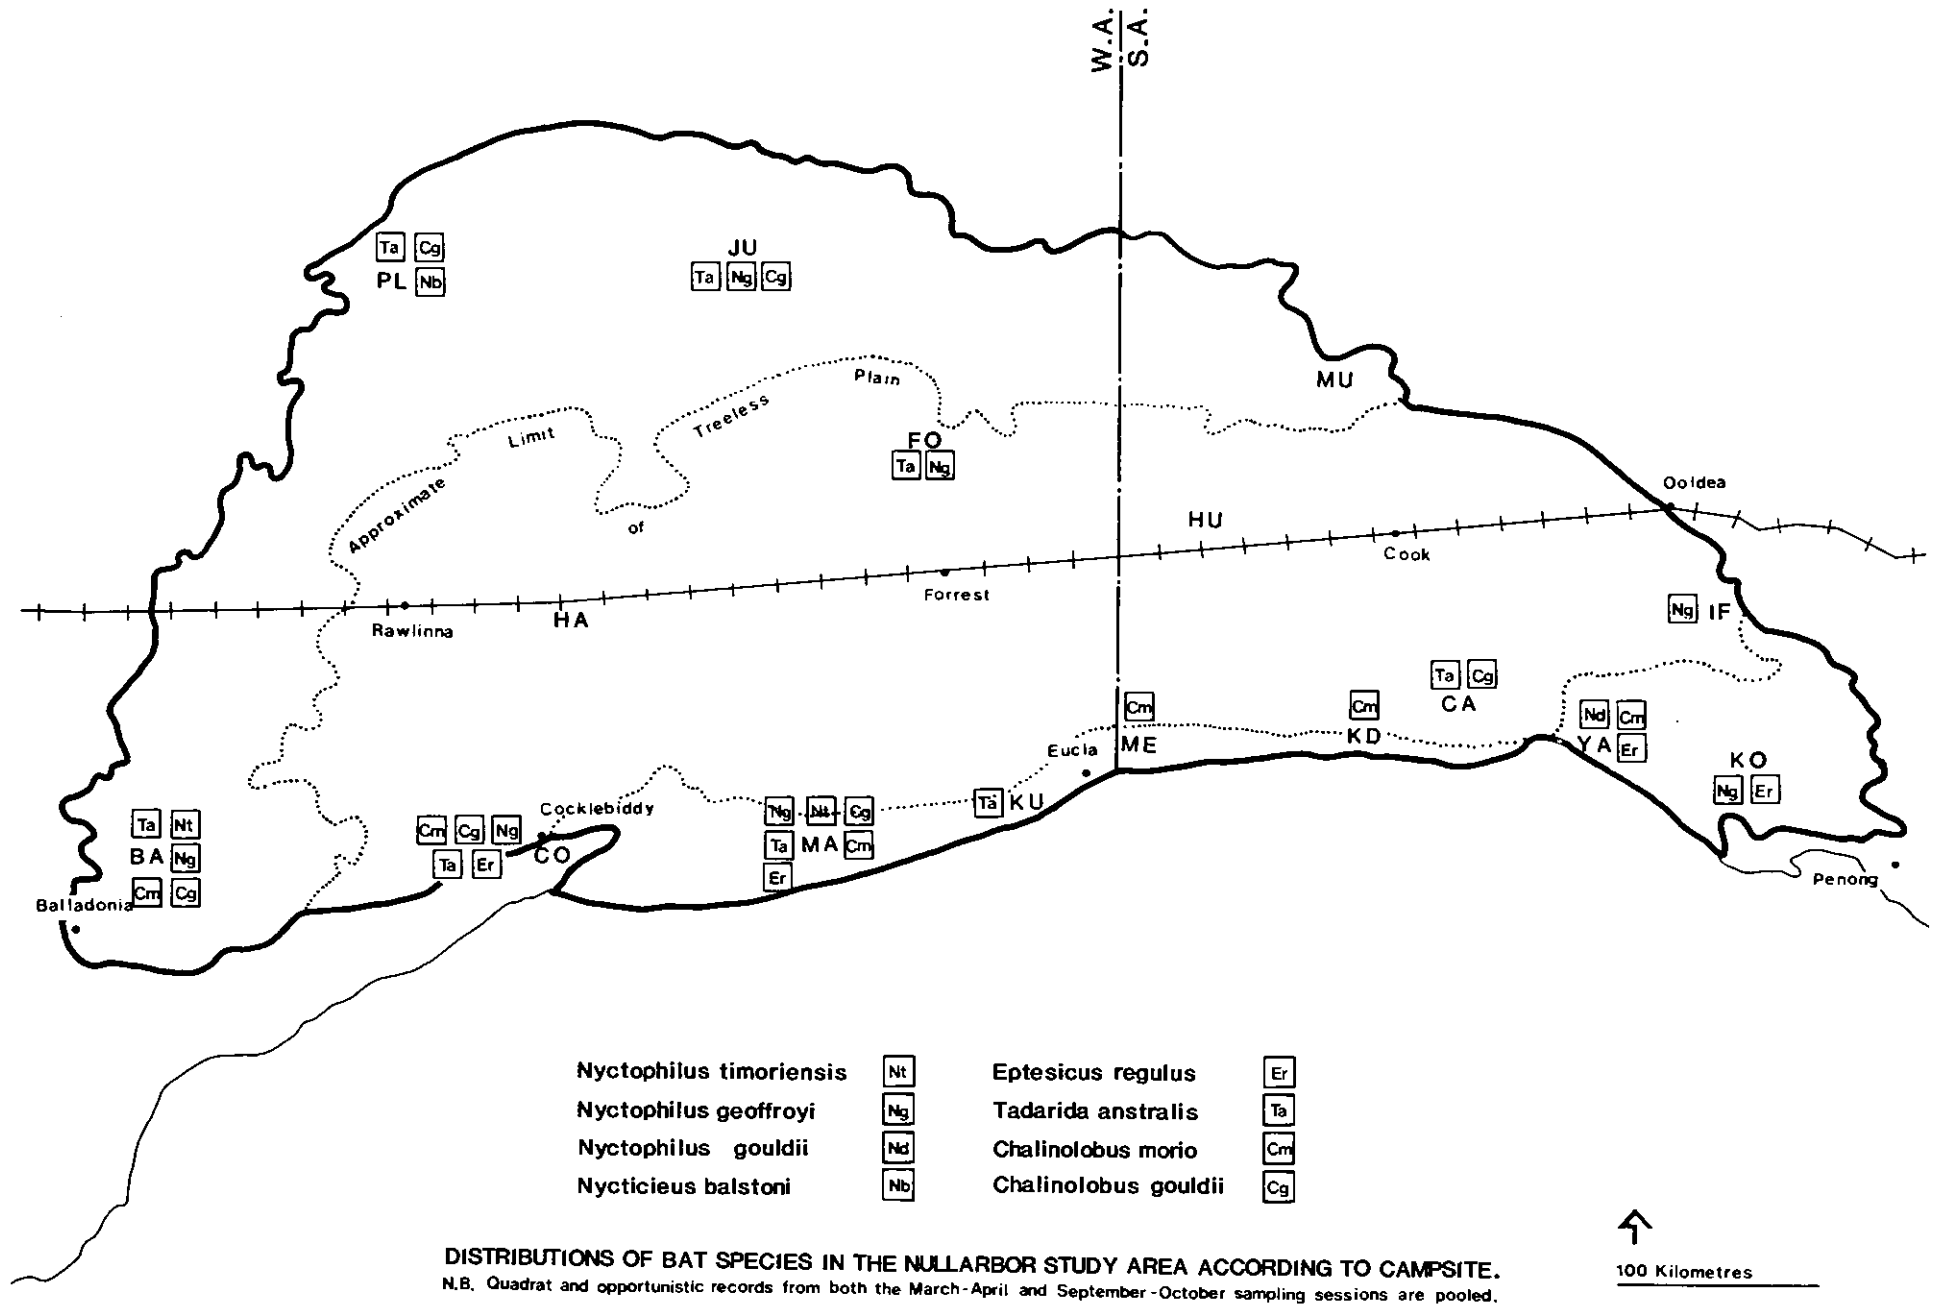 W.A.
S.A.
Ta Cg
PL Nb
JU
Ta Ng Cg
MU
Approximate Limit of Treeless Plain
FO
Ta Ng
Ooldea
HU
Cook
Forrest
Rawlinna
HA
Ng IF
Ta Cg
CA
Cm
ME
Cm
KD
Nd Cm
YA Er
KO
Ng Er
Eucla
Ta KU
Cocklebiddy
Cm Cg Ng
CO
Ta Er
Ng Nt Cg
Ta MA Cm
Er
Ta Nt
BA Ng
Cm Cg
Balladonia
Penong
Nyctophilus timoriensis Nt
Nyctophilus geoffroyi Ng
Nyctophilus gouldii Nd
Nycticieus balstoni Nb
Eptesicus regulus Er
Tadarida anstralis Ta
Chalinolobus morio Cm
Chalinolobus gouldii Cg
DISTRIBUTIONS OF BAT SPECIES IN THE NULLARBOR STUDY AREA ACCORDING TO CAMPSITE.
N.B. Quadrat and opportunistic records from both the March-April and September-October sampling sessions are pooled.
100 Kilometres